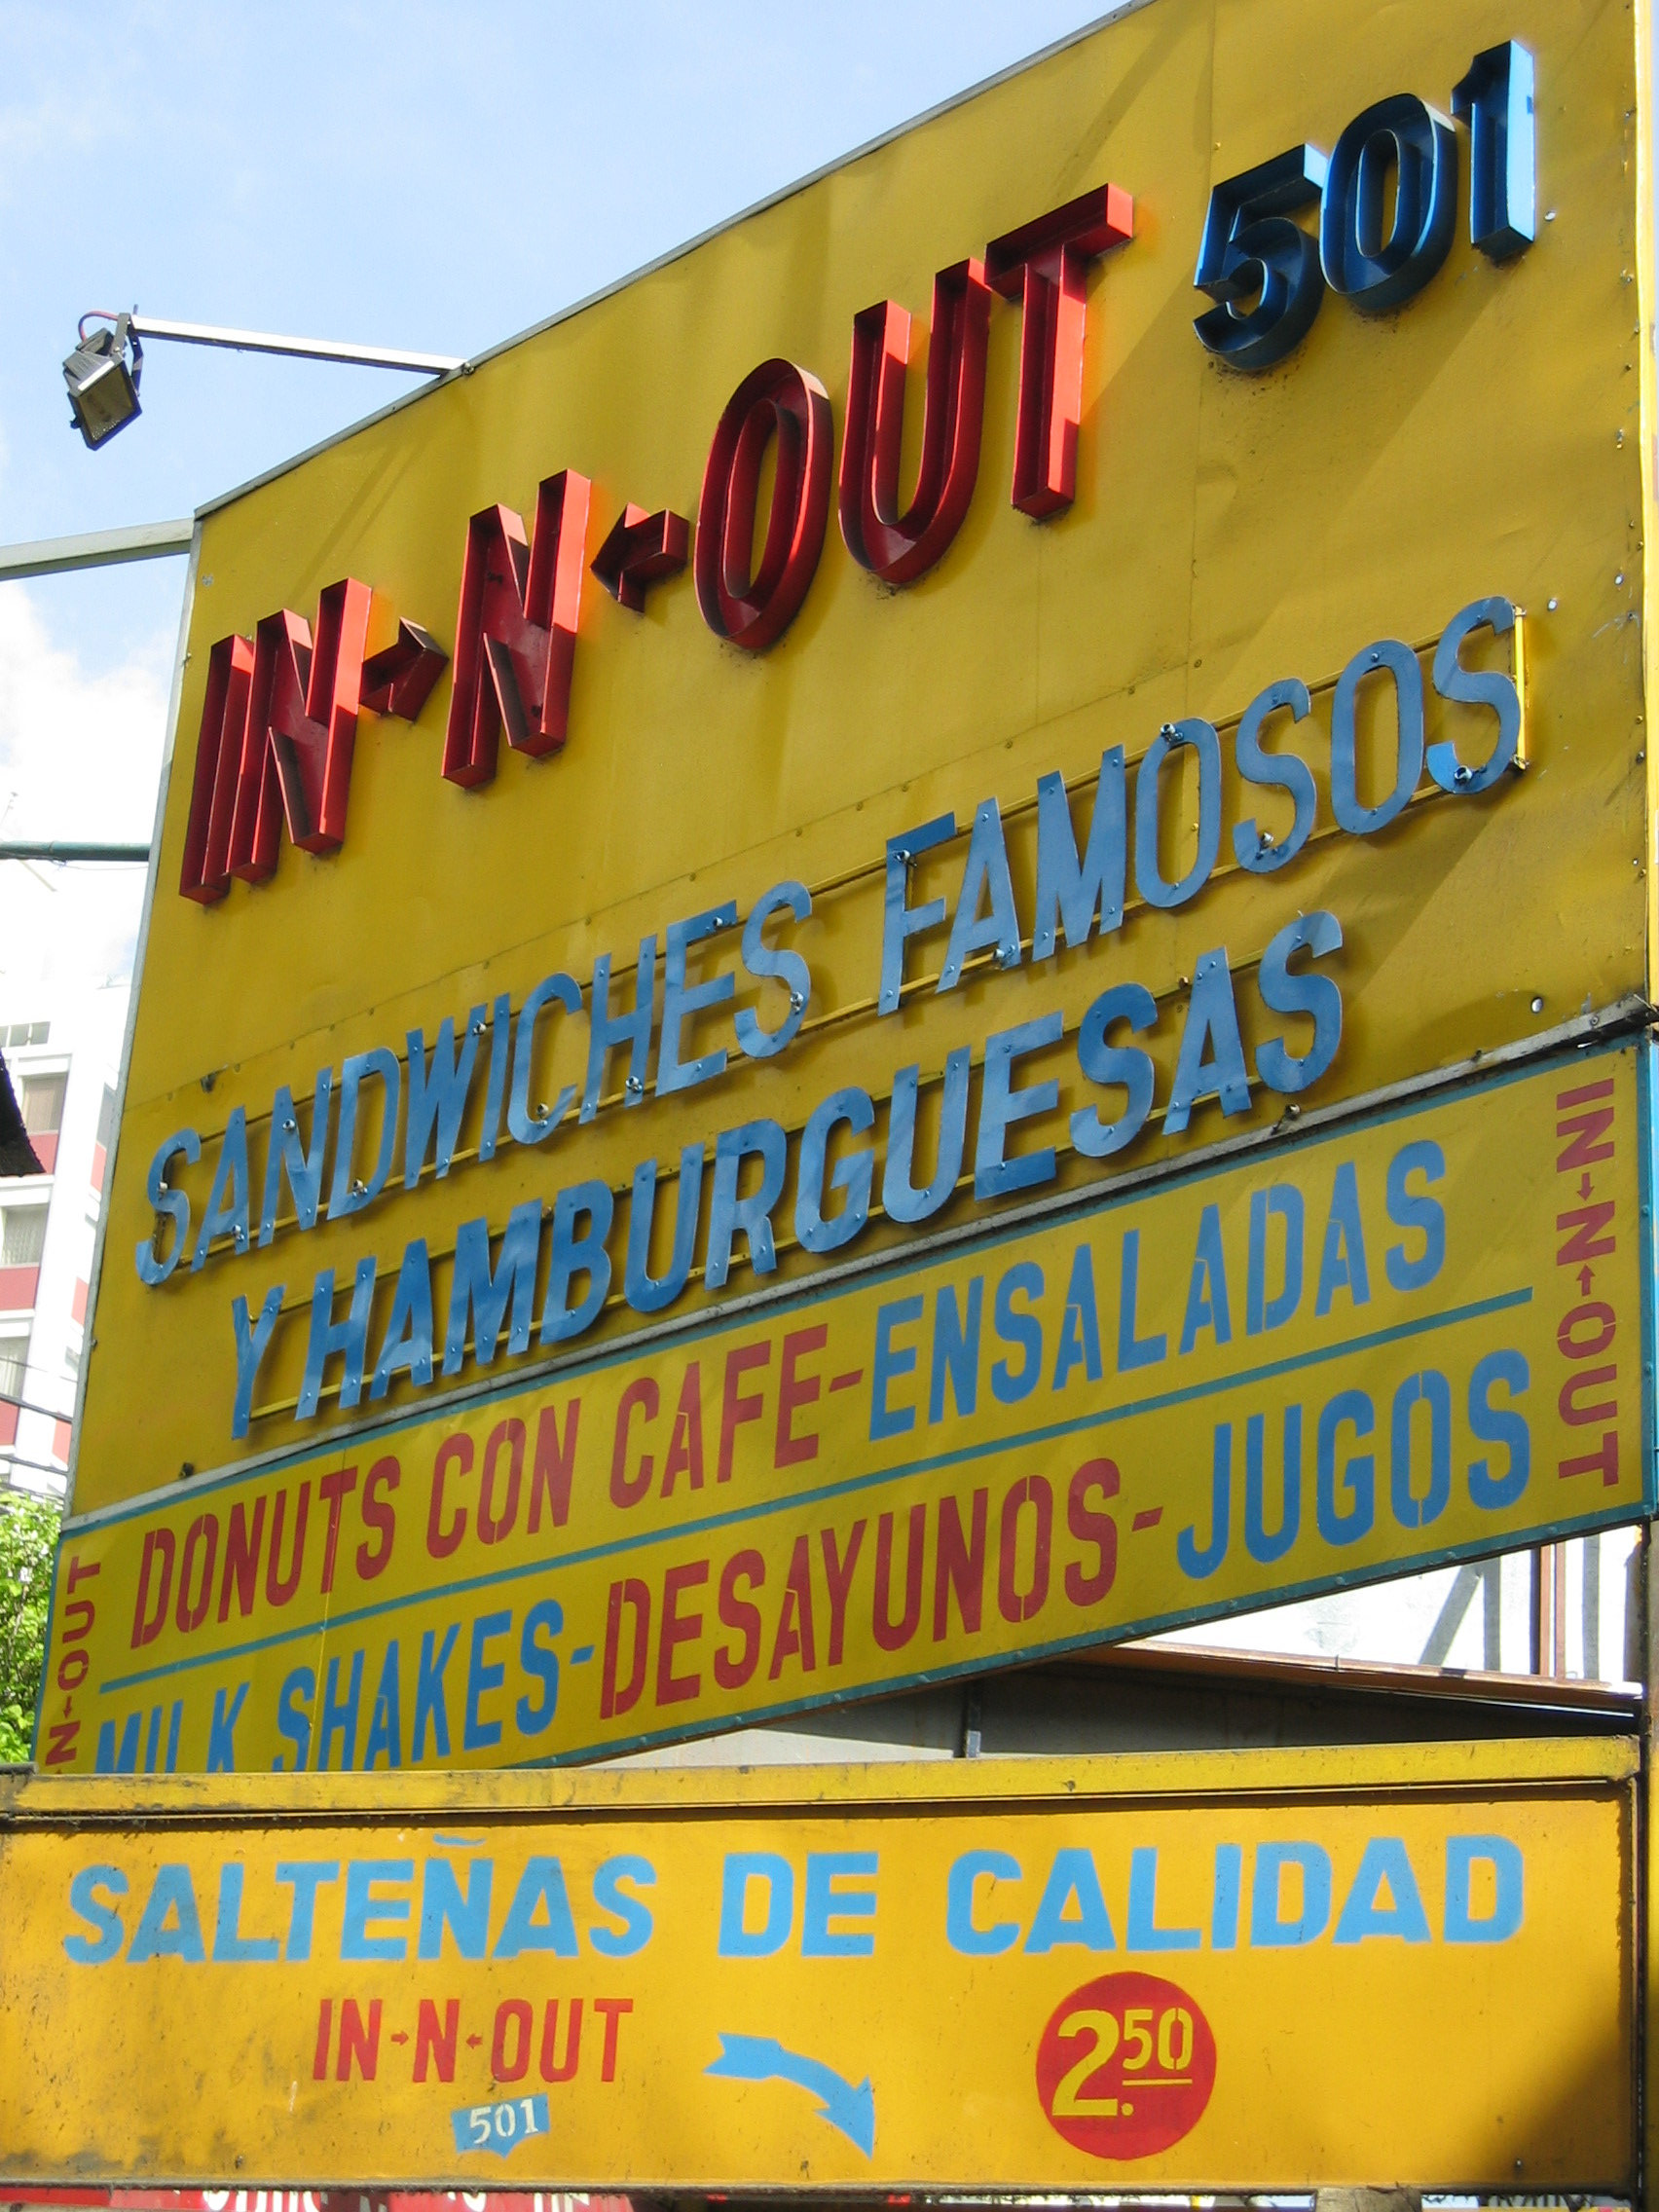 IN→N←OUT 501
SANDWICHES FAMOSOS
Y HAMBURGUESAS
DONUTS CON CAFE-ENSALADAS
MILK SHAKES-DESAYUNOS-JUGOS
IN→N←OUT
N←OUT
SALTEÑAS DE CALIDAD
IN→N←OUT
501
2.50